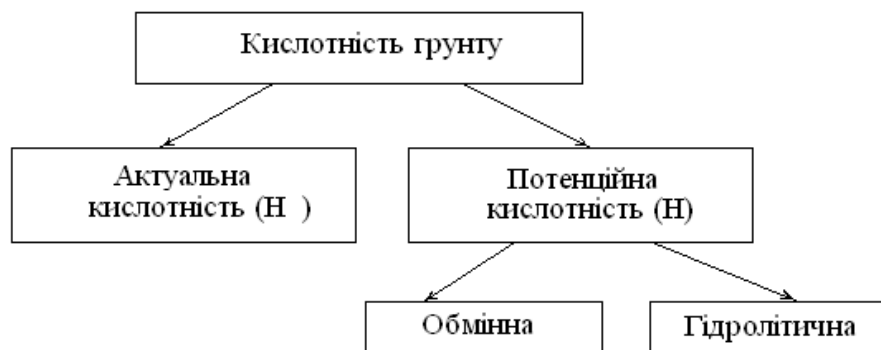 Кислотність грунту
Актуальна
кислотність (Н )
Потенційна
кислотність (Н)
Обмінна
Гідролітична